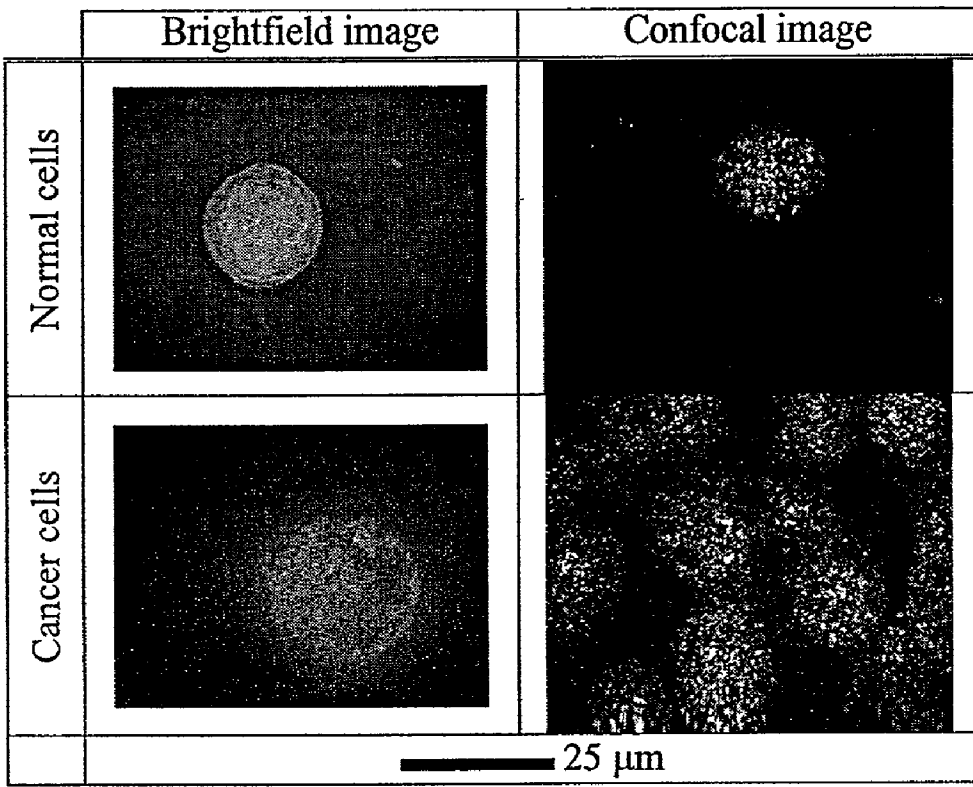 Brightfield image
Confocal image
Normal cells
Cancer cells
25 μm